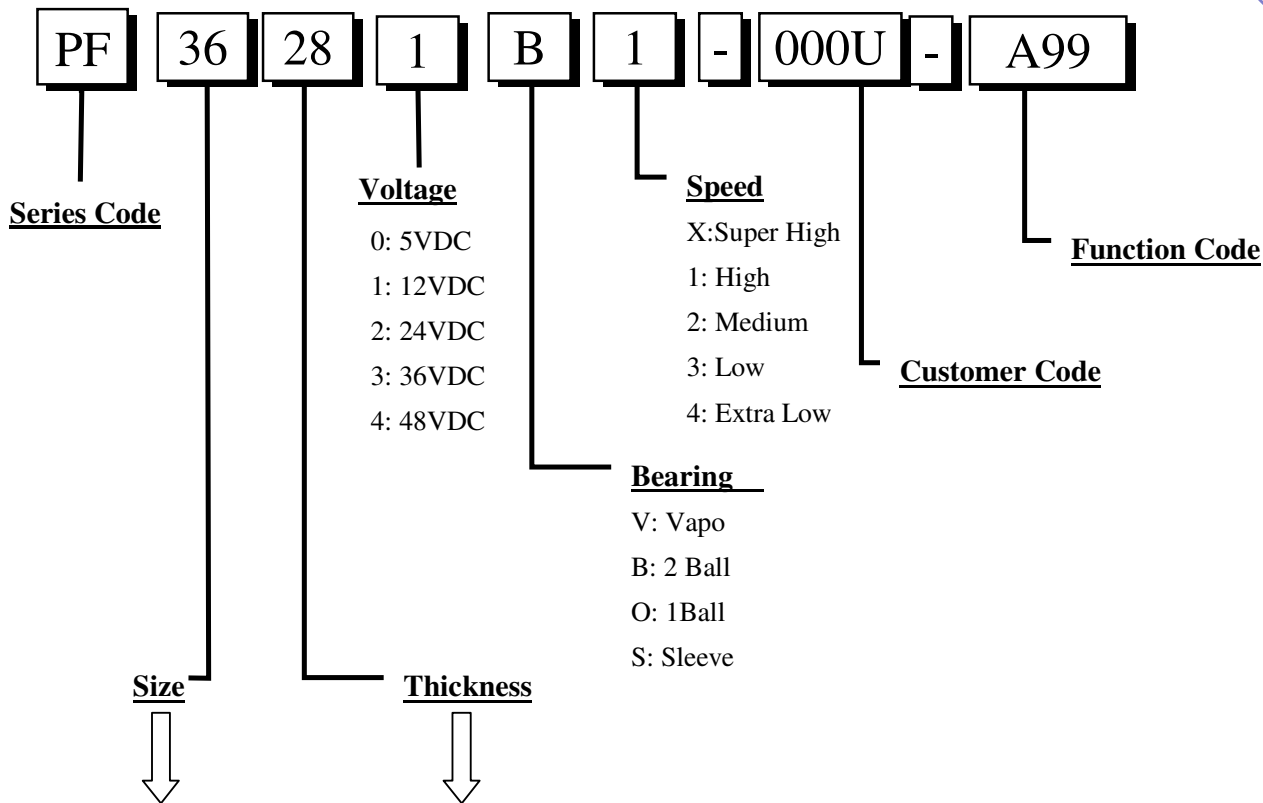 PF 36 28 1 B 1 - 000U - A99
Series Code
Voltage
0: 5VDC
1: 12VDC
2: 24VDC
3: 36VDC
4: 48VDC
Speed
X:Super High
1: High
2: Medium
3: Low
4: Extra Low
Function Code
Customer Code
Bearing
V: Vapo
B: 2 Ball
O: 1Ball
S: Sleeve
Size
Thickness